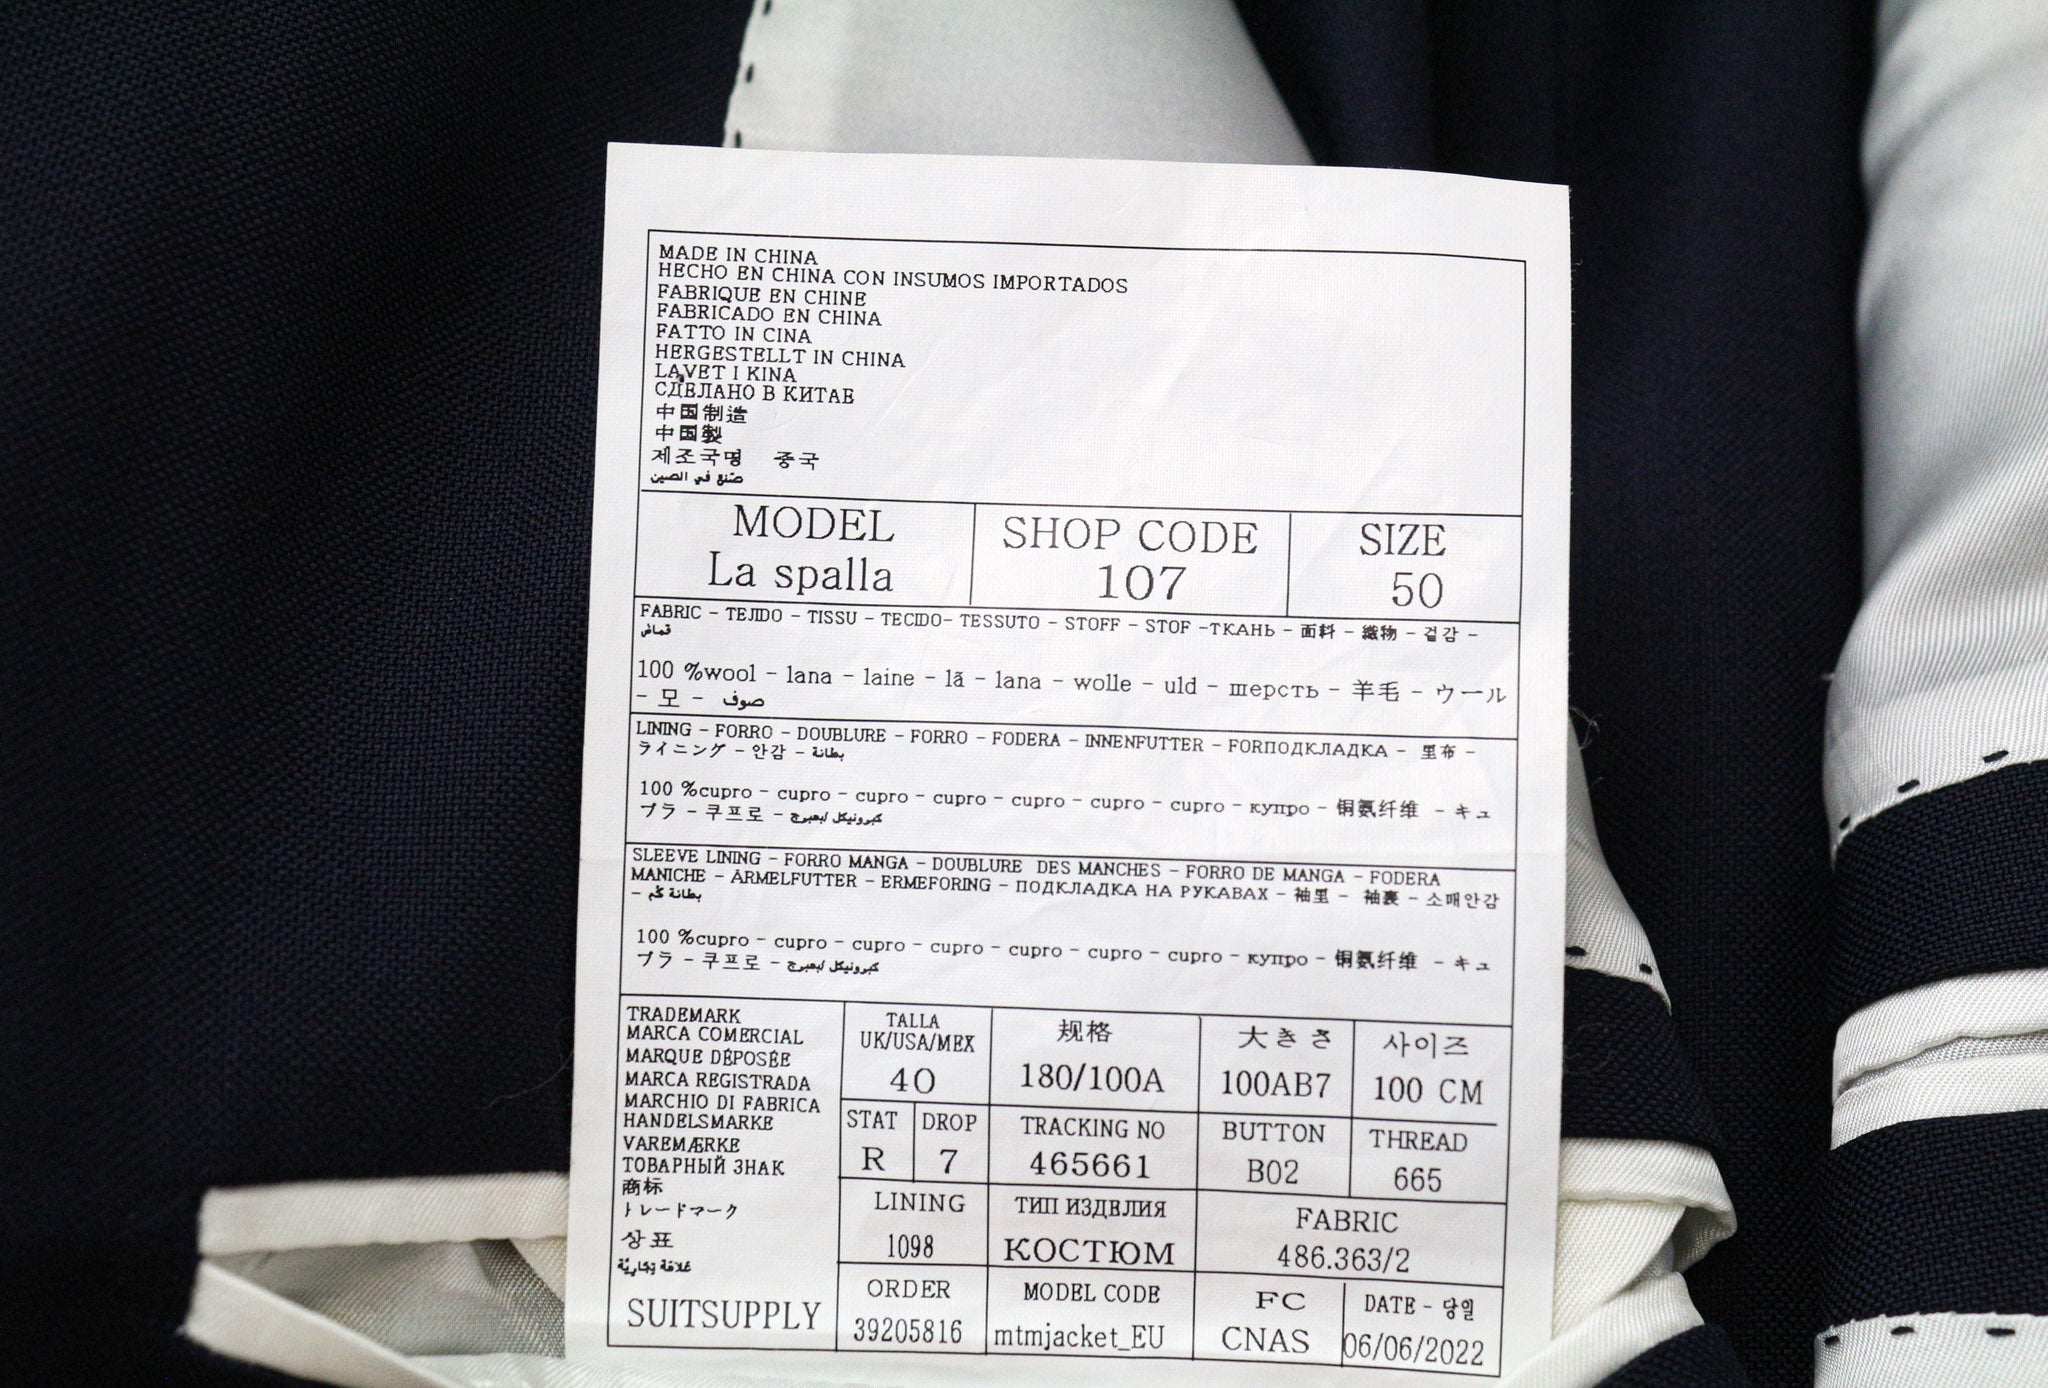 MADE IN CHINA
HECHO EN CHINA CON INSUMOS IMPORTADOS
FABRIQUE EN CHINE
FABRICADO EN CHINA
FATTO IN CINA
HERGESTELLT IN CHINA
LAVET I KINA
СДЕЛАНО В КИТАЕ
中国制造
中国製
제조국명 중국
صنع في الصين
MODEL
La spalla
SHOP CODE
107
SIZE
50
FABRIC - TEJIDO - TISSU - TECIDO- TESSUTO - STOFF - STOF -ТКАНЬ - 面料 - 織物 - 겉감 -
قماش
100 %wool - lana - laine - lã - lana - wolle - uld - шерсть - 羊毛 - ウール
- 모 - صوف
LINING - FORRO - DOUBLURE - FORRO - FODERA - INNENFUTTER - FORПОДКЛАДКА - 里布 -
ライニング - 안감 - بطانة
100 %cupro - cupro - cupro - cupro - cupro - cupro - cupro - купро - 铜氨纤维 - キュ
プラ - 쿠프로 - كبرونيكل /بمبرج
SLEEVE LINING - FORRO MANGA - DOUBLURE DES MANCHES - FORRO DE MANGA - FODERA
MANICHE - ÄRMELFUTTER - ERMEFORING - ПОДКЛАДКА НА РУКАВАХ - 袖里 - 袖裏 - 소매안감
- بطانة كم
100 %cupro - cupro - cupro - cupro - cupro - cupro - cupro - купро - 铜氨纤维 - キュ
プラ - 쿠프로 - كبرونيكل /بمبرج
TRADEMARK
MARCA COMERCIAL
MARQUE DÉPOSÉE
MARCA REGISTRADA
MARCHIO DI FABRICA
HANDELSMARKE
VAREMÆRKE
ТОВАРНЫЙ ЗНАК
商标
トレードマーク
상표
علامة تجارية
SUITSUPPLY
TALLA
UK/USA/MEX
40
规格
180/100A
大きさ
100AB7
사이즈
100 CM
STAT
R
DROP
7
TRACKING NO
465661
BUTTON
B02
THREAD
665
LINING
1098
ТИП ИЗДЕЛИЯ
КОСТЮМ
FABRIC
486.363/2
ORDER
39205816
MODEL CODE
mtmjacket_EU
FC
CNAS
DATE - 당일
06/06/2022